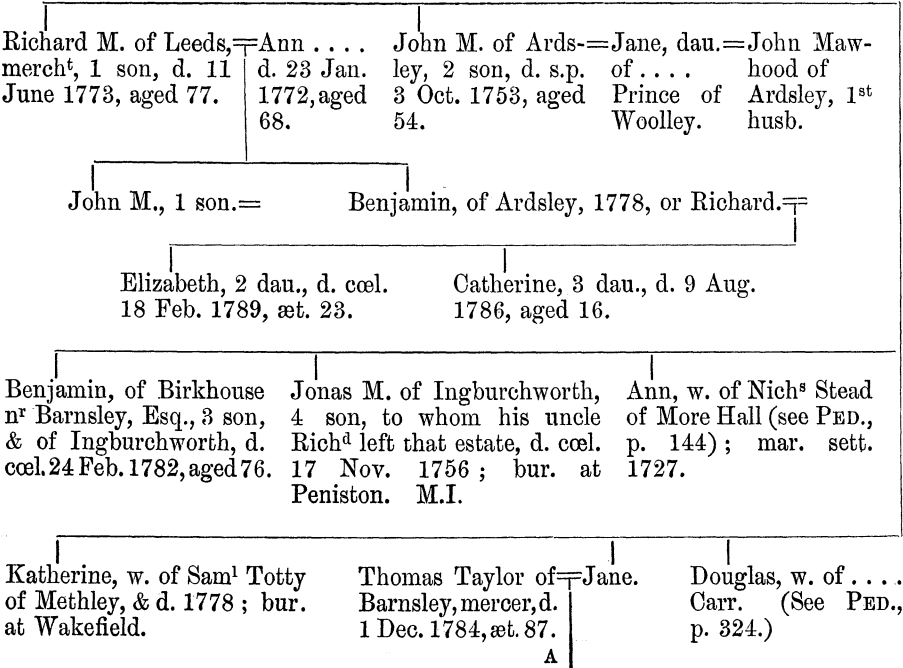 Richard M. of Leeds,=Ann . . . .
mercht, 1 son, d. 11 d. 23 Jan.
June 1773, aged 77. 1772, aged
68.
John M. of Ards-=Jane, dau.=John Maw-
ley, 2 son, d. s.p. of . . . . hood of
3 Oct. 1753, aged Prince of Ardsley, 1st
54. Woolley. husb.
John M., 1 son.= Benjamin, of Ardsley, 1778, or Richard.=
Elizabeth, 2 dau., d. cœl.
18 Feb. 1789, æt. 23.
Catherine, 3 dau., d. 9 Aug.
1786, aged 16.
Benjamin, of Birkhouse
nr Barnsley, Esq., 3 son,
& of Ingburchworth, d.
cœl. 24 Feb. 1782, aged 76.
Jonas M. of Ingburchworth,
4 son, to whom his uncle
Richd left that estate, d. cœl.
17 Nov. 1756 ; bur. at
Peniston. M.I.
Ann, w. of Nichs Stead
of More Hall (see PED.,
p. 144) ; mar. sett.
1727.
Katherine, w. of Saml Totty
of Methley, & d. 1778 ; bur.
at Wakefield.
Thomas Taylor of=Jane.
Barnsley, mercer, d.
1 Dec. 1784, æt. 87.
A
Douglas, w. of . . . .
Carr. (See PED.,
p. 324.)